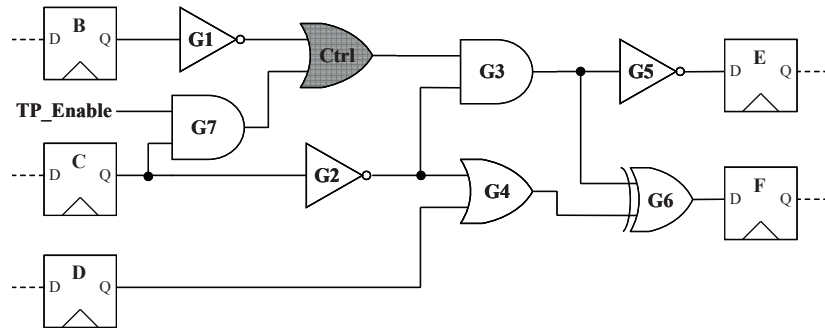 B
D Q
G1
Ctrl
G3
G5
E
D Q
TP_Enable
G7
C
D Q
G2
G4
G6
F
D Q
D
D Q